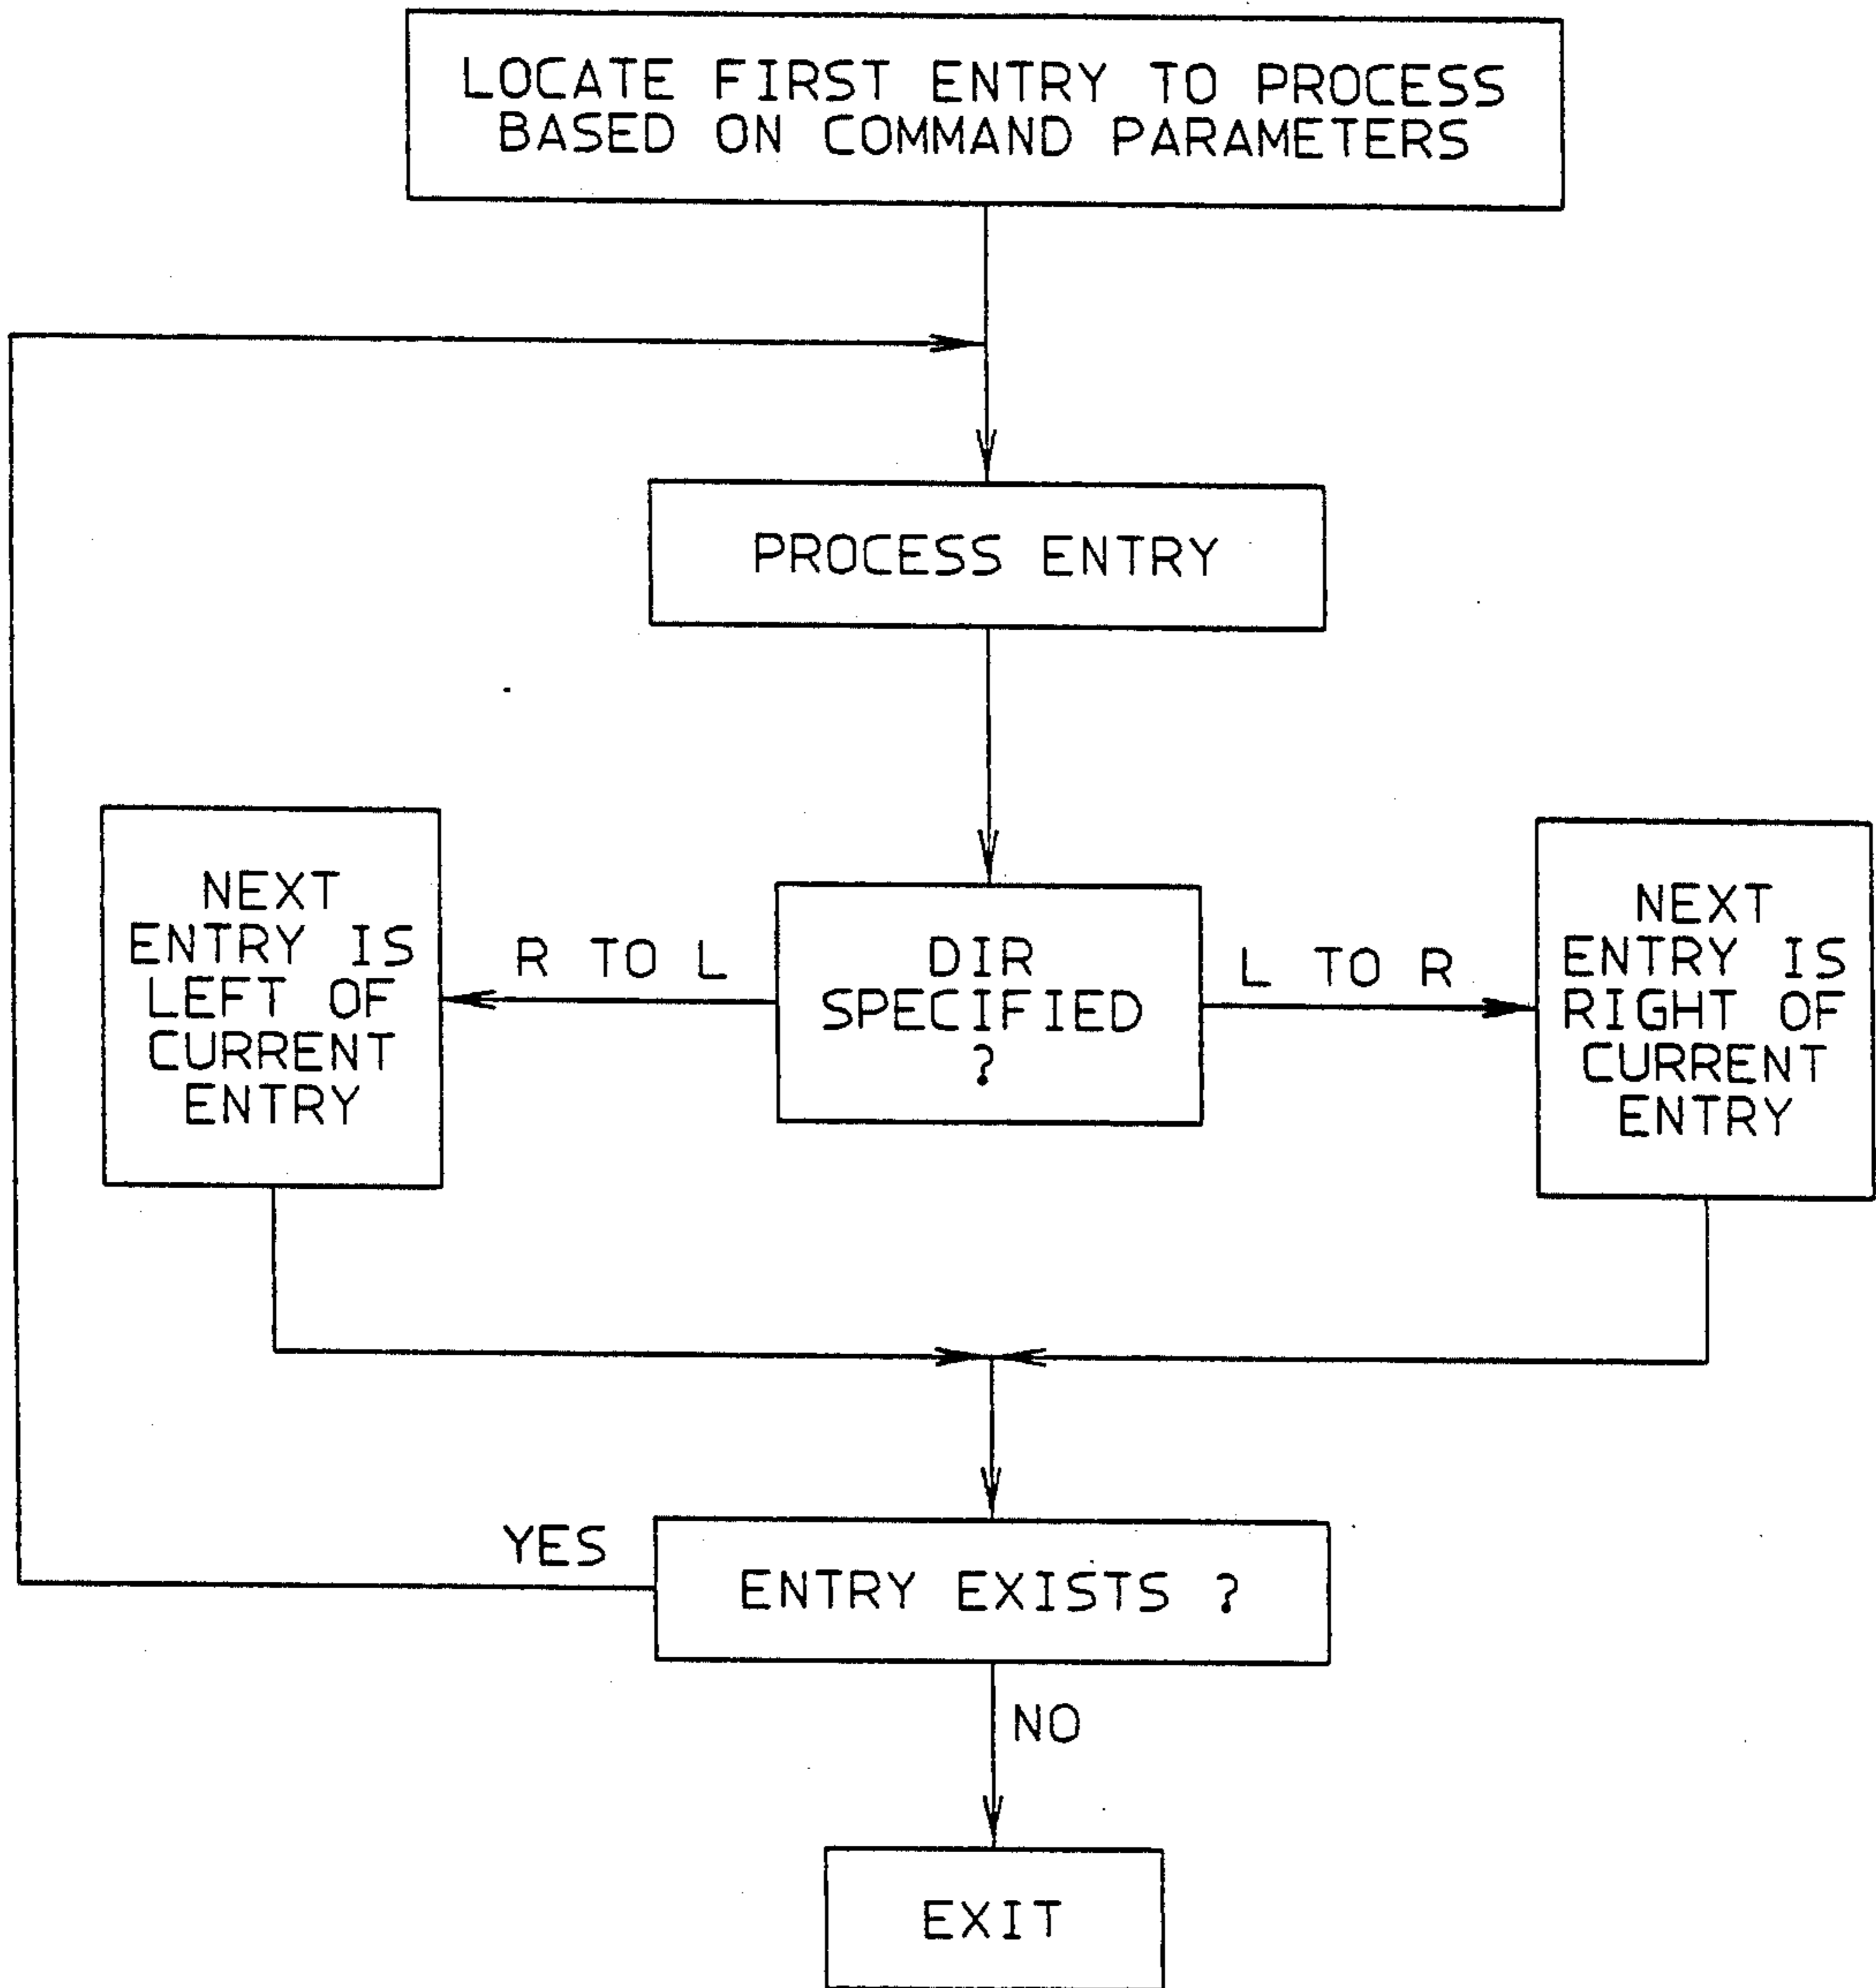 LOCATE FIRST ENTRY TO PROCESS
BASED ON COMMAND PARAMETERS
PROCESS ENTRY
NEXT
ENTRY IS
LEFT OF
CURRENT
ENTRY
R TO L
DIR
SPECIFIED
?
L TO R
NEXT
ENTRY IS
RIGHT OF
CURRENT
ENTRY
YES
ENTRY EXISTS ?
NO
EXIT